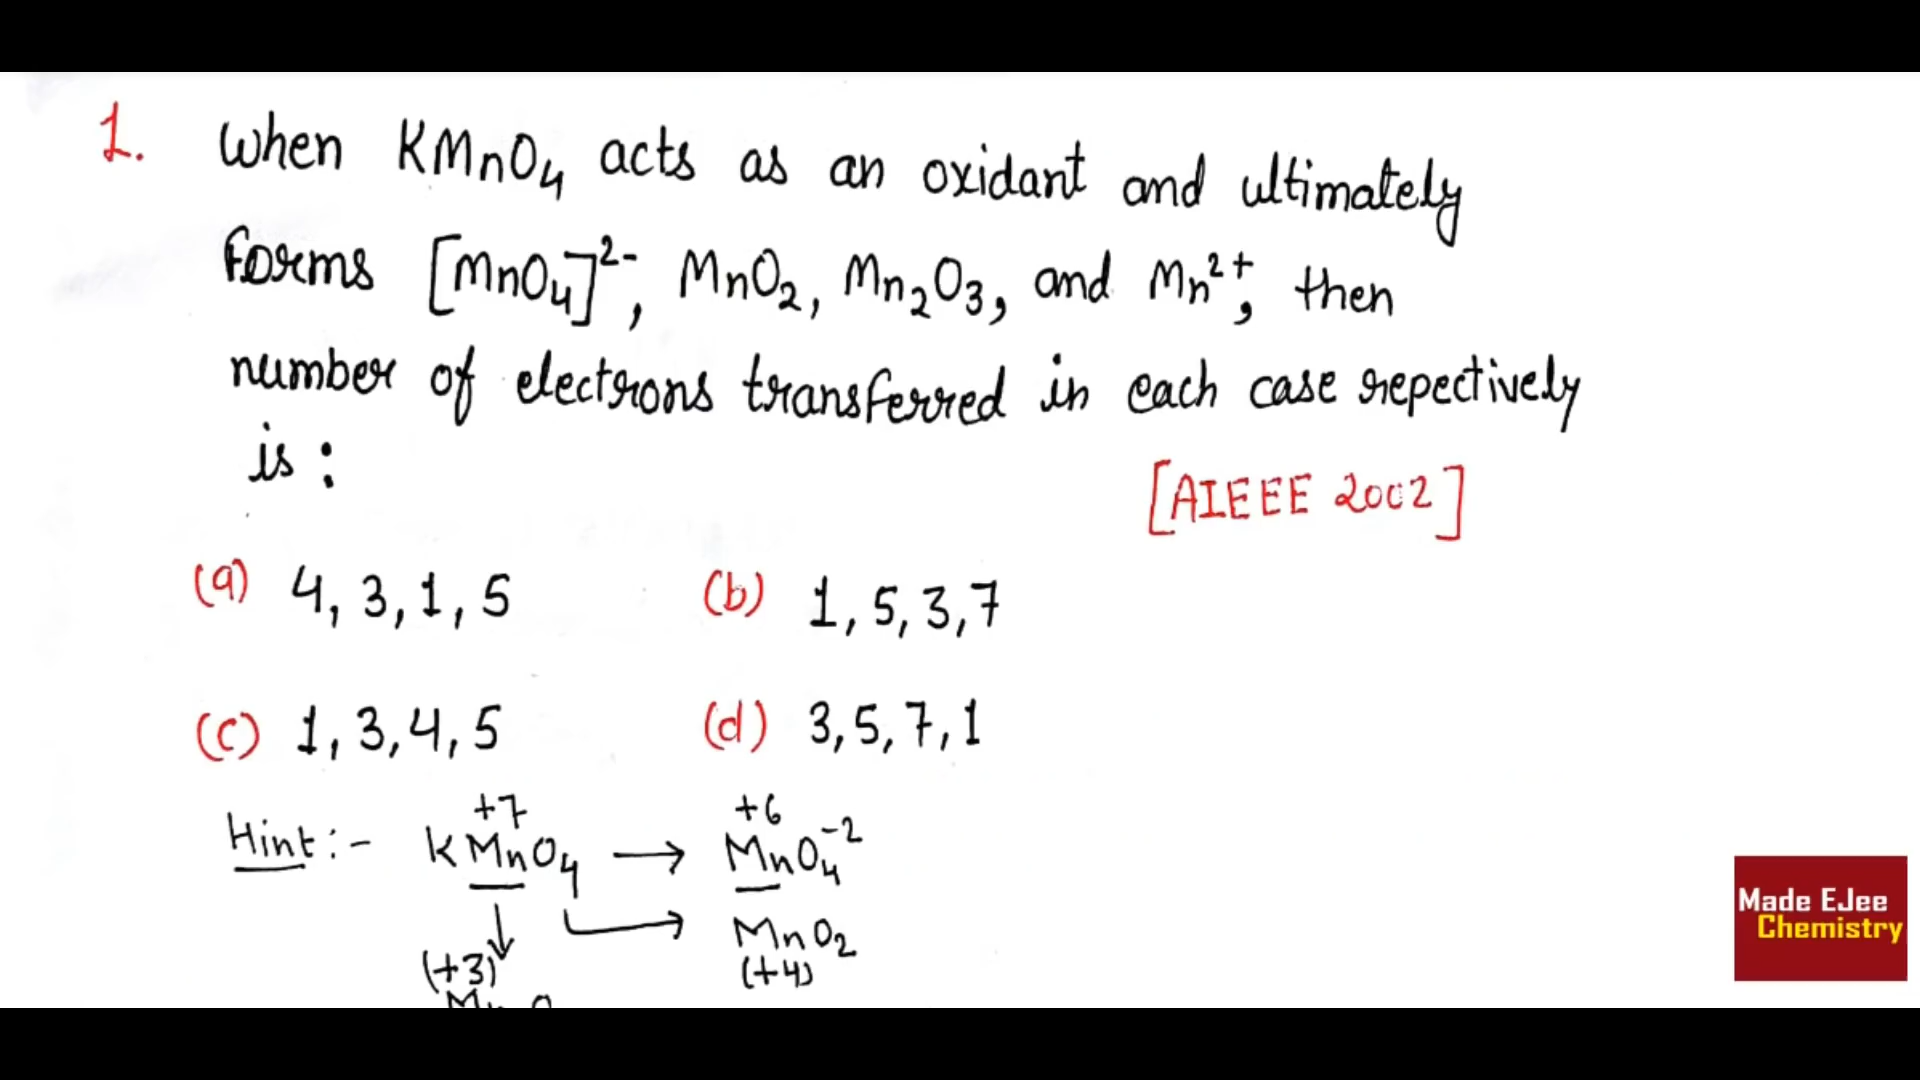 1. When KMnO₄ acts as an oxidant and ultimately
forms [MnO₄]²⁻, MnO₂, Mn₂O₃, and Mn²⁺, then
number of electrons transferred in each case repectively
is :
[AIEEE 2002]
(a) 4, 3, 1, 5 (b) 1, 5, 3, 7
(c) 1, 3, 4, 5 (d) 3, 5, 7, 1
+7 +6
Hint :- KMnO₄ → MnO₄⁻²
MnO₂
(+3) (+4)
Made EJee
Chemistry